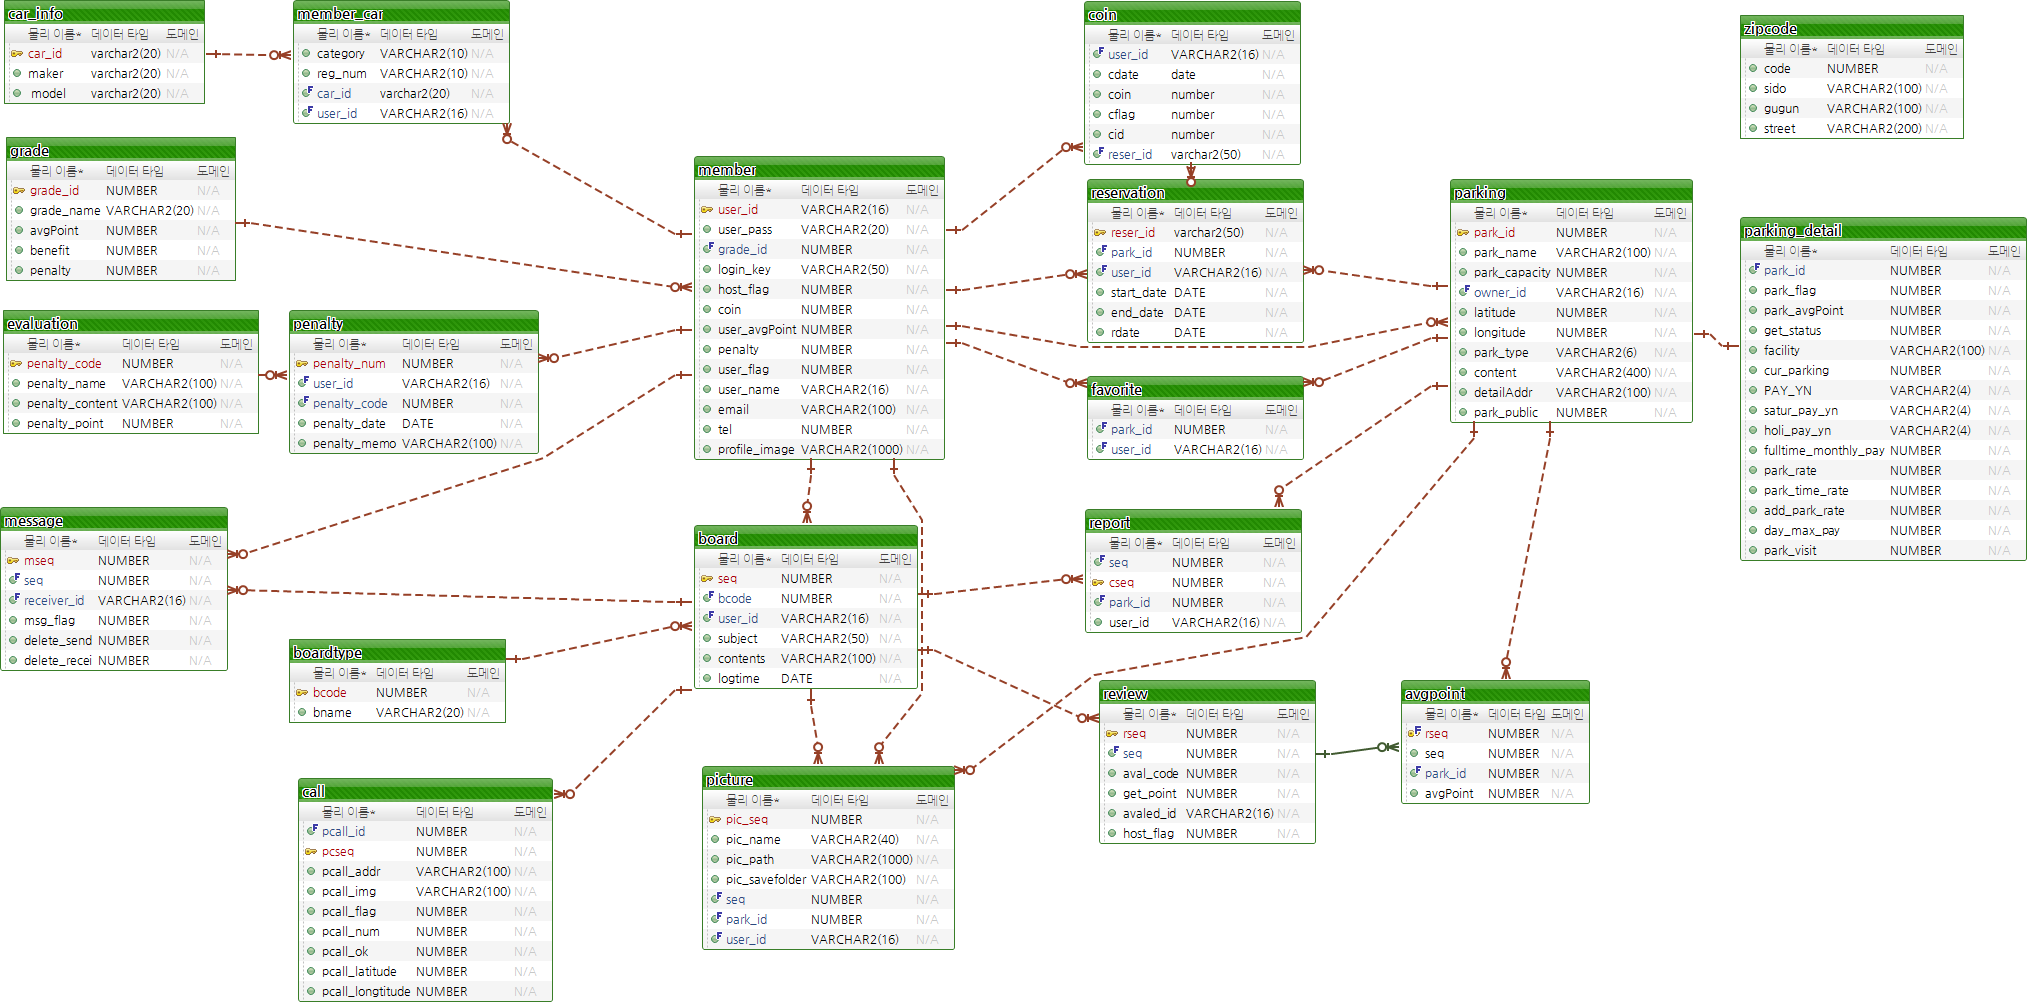 car_info
물리 이름* 데이터 타입 도메인
car_id varchar2(20) N/A
maker varchar2(20) N/A
model varchar2(20) N/A
member_car
물리 이름* 데이터 타입 도메인
category VARCHAR2(10) N/A
reg_num VARCHAR2(10) N/A
car_id varchar2(20) N/A
user_id VARCHAR2(16) N/A
coin
물리 이름* 데이터 타입 도메인
user_id VARCHAR2(16) N/A
cdate date N/A
coin number N/A
cflag number N/A
cid number N/A
reser_id varchar2(50) N/A
zipcode
물리 이름* 데이터 타입 도메인
code NUMBER N/A
sido VARCHAR2(100) N/A
gugun VARCHAR2(100) N/A
street VARCHAR2(200) N/A
grade
물리 이름* 데이터 타입 도메인
grade_id NUMBER N/A
grade_name VARCHAR2(20) N/A
avgPoint NUMBER N/A
benefit NUMBER N/A
penalty NUMBER N/A
member
물리 이름* 데이터 타입 도메인
user_id VARCHAR2(16) N/A
user_pass VARCHAR2(20) N/A
grade_id NUMBER N/A
login_key VARCHAR2(50) N/A
host_flag NUMBER N/A
coin NUMBER N/A
user_avgPoint NUMBER N/A
penalty NUMBER N/A
user_flag NUMBER N/A
user_name VARCHAR2(16) N/A
email VARCHAR2(100) N/A
tel NUMBER N/A
profile_image VARCHAR2(1000) N/A
reservation
물리 이름* 데이터 타입 도메인
reser_id varchar2(50) N/A
park_id NUMBER N/A
user_id VARCHAR2(16) N/A
start_date DATE N/A
end_date DATE N/A
rdate DATE N/A
parking
물리 이름* 데이터 타입 도메인
park_id NUMBER N/A
park_name VARCHAR2(100) N/A
park_capacity NUMBER N/A
owner_id VARCHAR2(16) N/A
latitude NUMBER N/A
longitude NUMBER N/A
park_type VARCHAR2(6) N/A
content VARCHAR2(400) N/A
detailAddr VARCHAR2(100) N/A
park_public NUMBER N/A
parking_detail
물리 이름* 데이터 타입 도메인
park_id NUMBER N/A
park_flag NUMBER N/A
park_avgPoint NUMBER N/A
get_status NUMBER N/A
facility VARCHAR2(100) N/A
cur_parking NUMBER N/A
PAY_YN VARCHAR2(4) N/A
satur_pay_yn VARCHAR2(4) N/A
holi_pay_yn VARCHAR2(4) N/A
fulltime_monthly_pay NUMBER N/A
park_rate NUMBER N/A
park_time_rate NUMBER N/A
add_park_rate NUMBER N/A
day_max_pay NUMBER N/A
park_visit NUMBER N/A
evaluation
물리 이름* 데이터 타입 도메인
penalty_code NUMBER N/A
penalty_name VARCHAR2(100) N/A
penalty_content VARCHAR2(100) N/A
penalty_point NUMBER N/A
penalty
물리 이름* 데이터 타입 도메인
penalty_num NUMBER N/A
user_id VARCHAR2(16) N/A
penalty_code NUMBER N/A
penalty_date DATE N/A
penalty_memo VARCHAR2(100) N/A
favorite
물리 이름* 데이터 타입 도메인
park_id NUMBER N/A
user_id VARCHAR2(16) N/A
message
물리 이름* 데이터 타입 도메인
mseq NUMBER N/A
seq NUMBER N/A
receiver_id VARCHAR2(16) N/A
msg_flag NUMBER N/A
delete_send NUMBER N/A
delete_recei NUMBER N/A
board
물리 이름* 데이터 타입 도메인
seq NUMBER N/A
bcode NUMBER N/A
user_id VARCHAR2(16) N/A
subject VARCHAR2(50) N/A
contents VARCHAR2(100) N/A
logtime DATE N/A
report
물리 이름* 데이터 타입 도메인
seq NUMBER N/A
cseq NUMBER N/A
park_id NUMBER N/A
user_id VARCHAR2(16) N/A
boardtype
물리 이름* 데이터 타입 도메인
bcode NUMBER N/A
bname VARCHAR2(20) N/A
review
물리 이름* 데이터 타입 도메인
rseq NUMBER N/A
seq NUMBER N/A
aval_code NUMBER N/A
get_point NUMBER N/A
avaled_id VARCHAR2(16) N/A
host_flag NUMBER N/A
avgpoint
물리 이름* 데이터 타입 도메인
rseq NUMBER N/A
seq NUMBER N/A
park_id NUMBER N/A
avgPoint NUMBER N/A
call
물리 이름* 데이터 타입 도메인
pcall_id NUMBER N/A
pcseq NUMBER N/A
pcall_addr VARCHAR2(100) N/A
pcall_img VARCHAR2(100) N/A
pcall_flag NUMBER N/A
pcall_num NUMBER N/A
pcall_ok NUMBER N/A
pcall_latitude NUMBER N/A
pcall_longtitude NUMBER N/A
picture
물리 이름* 데이터 타입 도메인
pic_seq NUMBER N/A
pic_name VARCHAR2(40) N/A
pic_path VARCHAR2(1000) N/A
pic_savefolder VARCHAR2(100) N/A
seq NUMBER N/A
park_id NUMBER N/A
user_id VARCHAR2(16) N/A